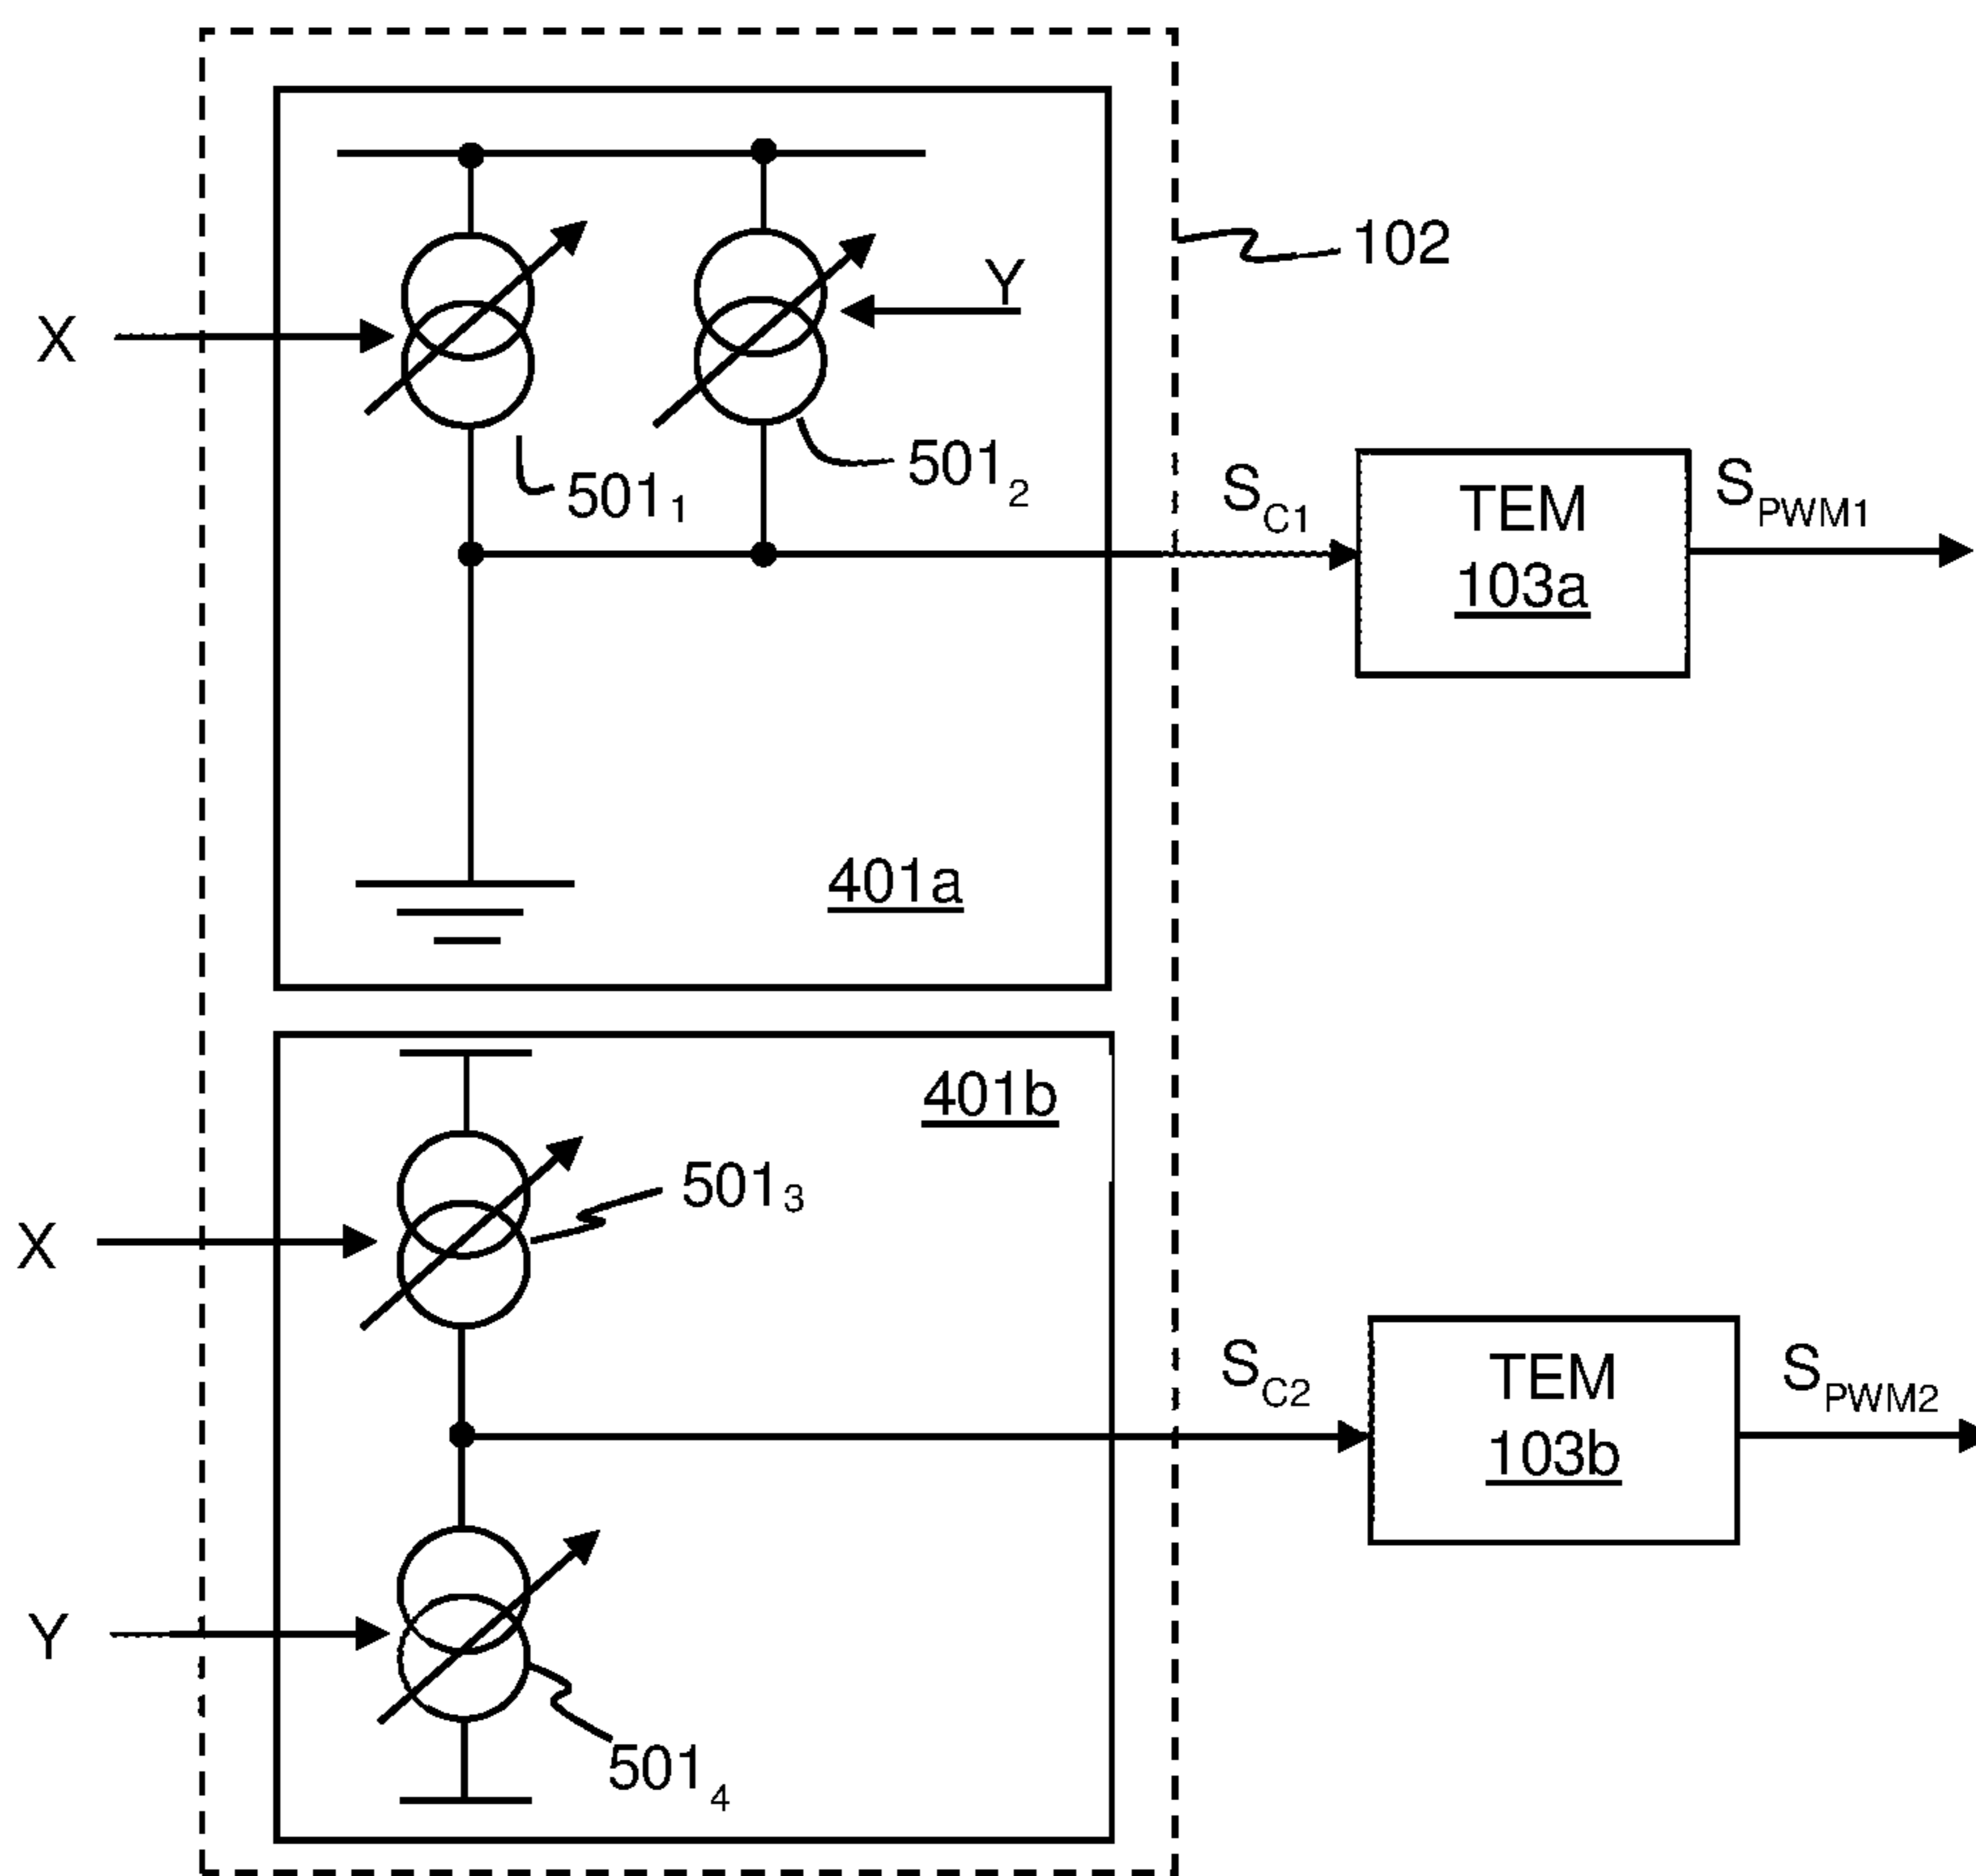 102
Y
X
501₂
501₁
S_C1
TEM
103a
S_PWM1
401a
401b
501₃
X
S_C2
TEM
103b
S_PWM2
Y
501₄